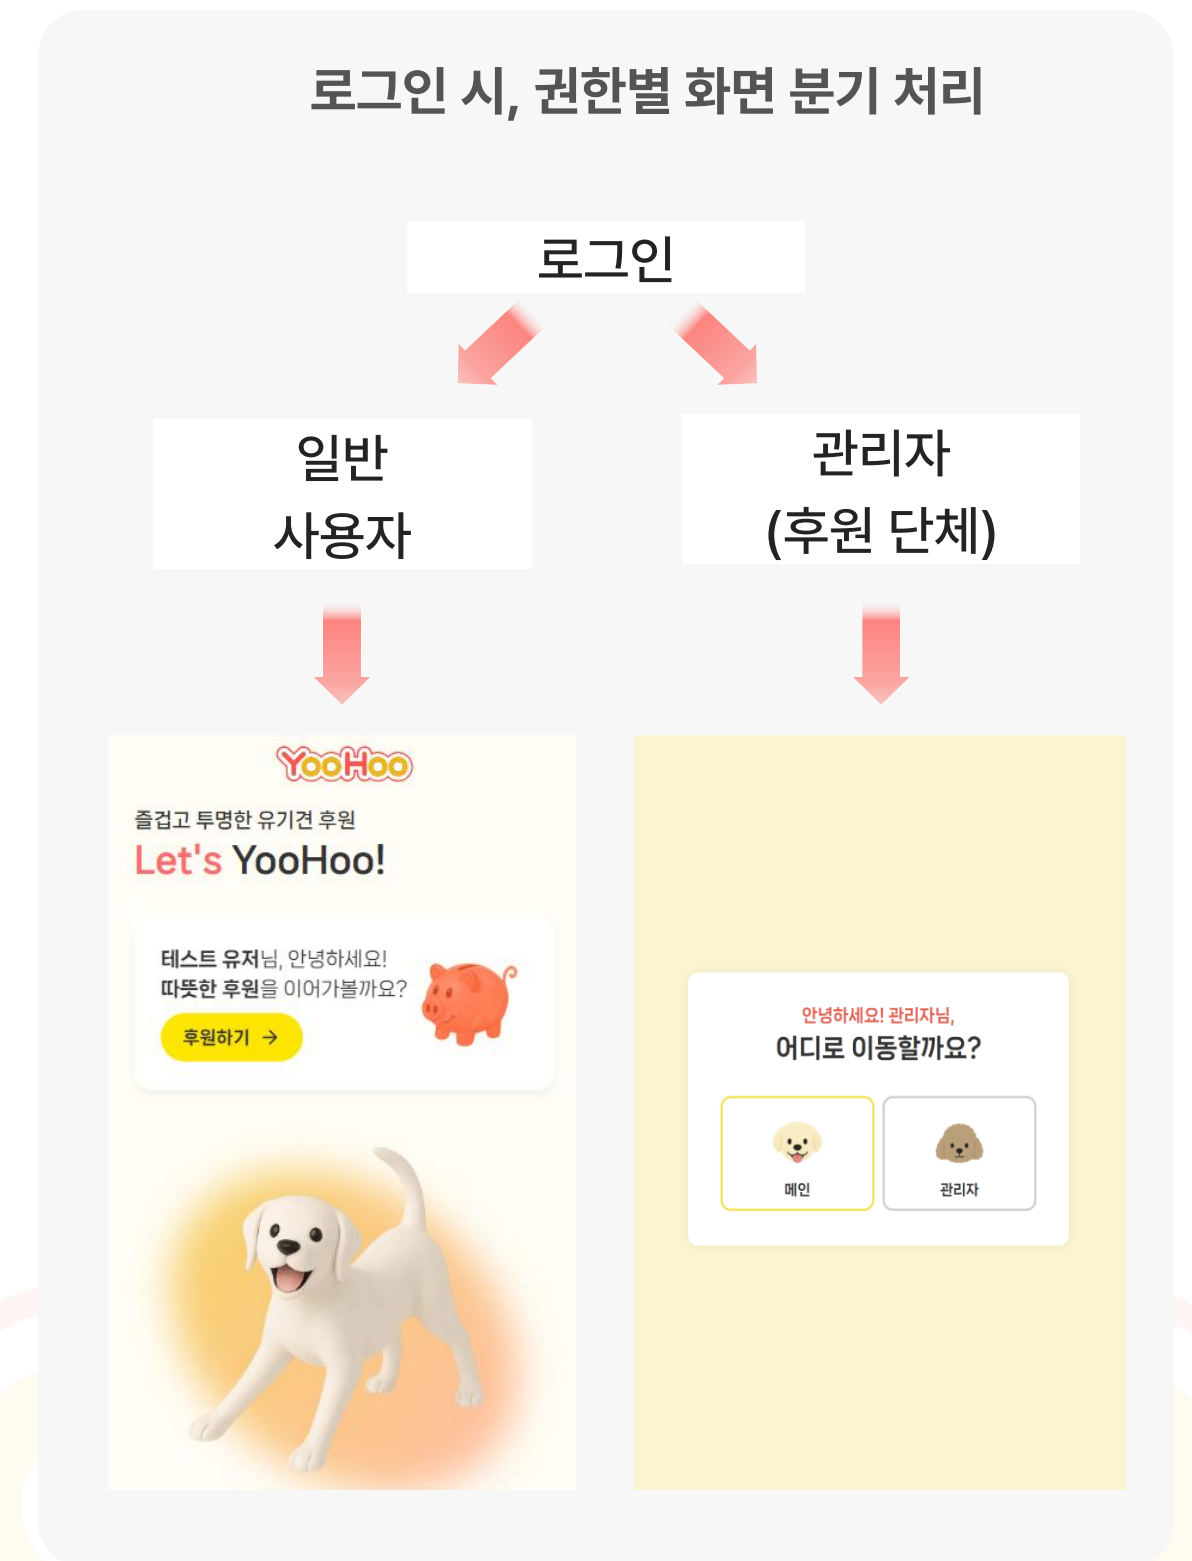 로그인 시, 권한별 화면 분기 처리
로그인
일반
사용자
관리자
(후원 단체)
YooHoo
즐겁고 투명한 유기견 후원
Let's YooHoo!
테스트 유저님, 안녕하세요!
따뜻한 후원을 이어가볼까요?
후원하기 →
안녕하세요! 관리자님,
어디로 이동할까요?
메인
관리자